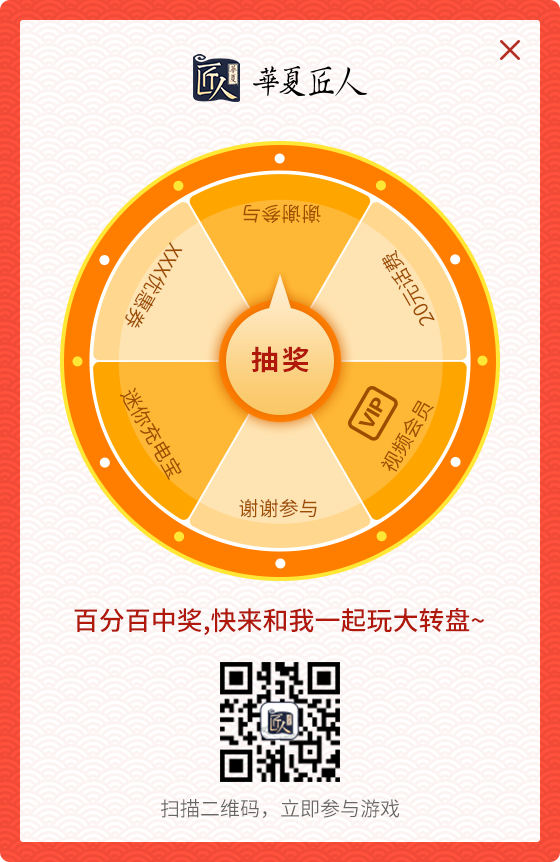 匠人
華夏
華夏匠人
谢谢参与
XXX优惠券
20元话费
抽奖
迷你充电宝
VIP
视频会员
谢谢参与
百分百中奖,快来和我一起玩大转盘~
匠人
扫描二维码，立即参与游戏